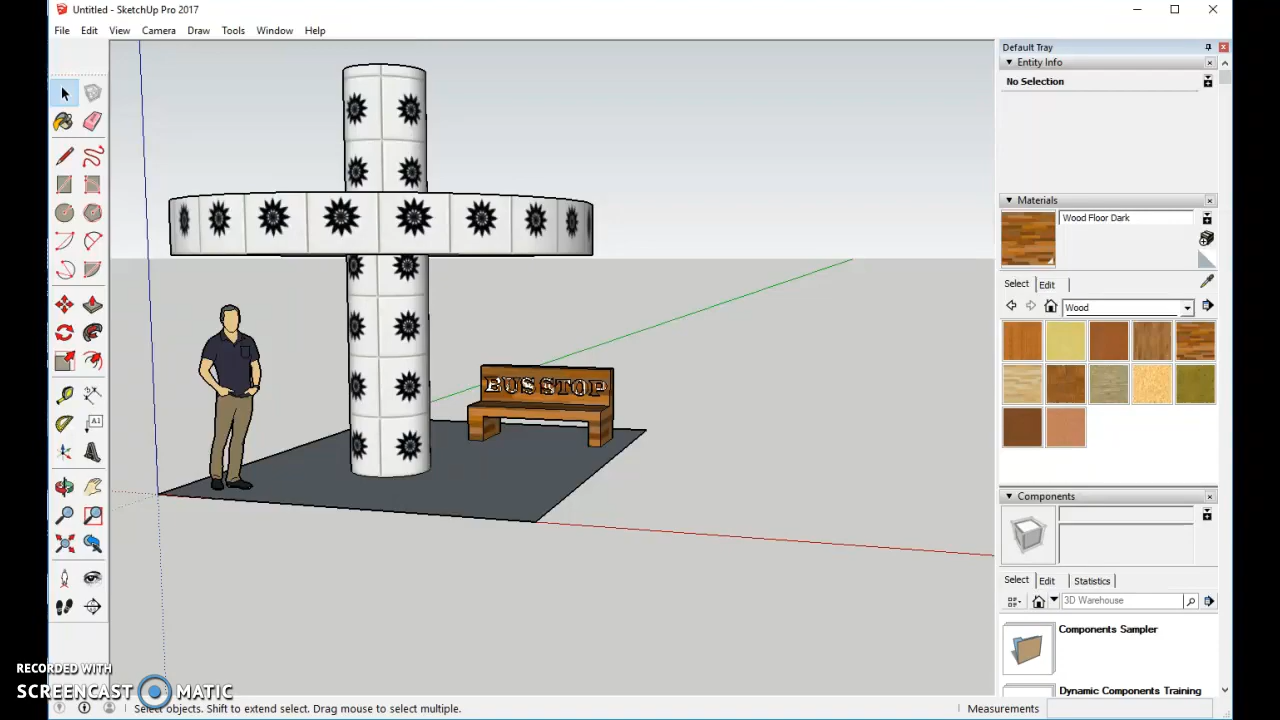 Untitled - SketchUp Pro 2017
File Edit View Camera Draw Tools Window Help
Default Tray
Entity Info
No Selection
Materials
Wood Floor Dark
Select Edit
Wood
BUS STOP
A1
Components
Select Edit Statistics
3D Warehouse
Components Sampler
Dynamic Components Training
RECORDED WITH
SCREENCAST MATIC
Select objects. Shift to extend select. Drag mouse to select multiple.
Measurements